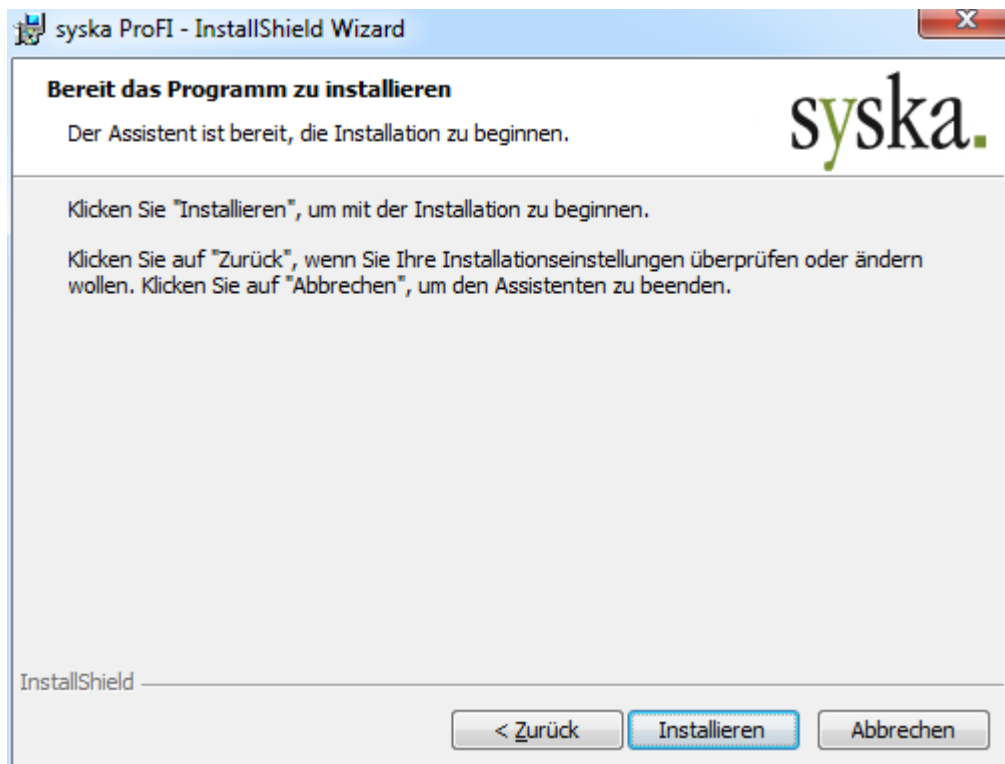 syska ProFI - InstallShield Wizard
Bereit das Programm zu installieren
Der Assistent ist bereit, die Installation zu beginnen.
syska.
Klicken Sie "Installieren", um mit der Installation zu beginnen.
Klicken Sie auf "Zurück", wenn Sie Ihre Installationseinstellungen überprüfen oder ändern
wollen. Klicken Sie auf "Abbrechen", um den Assistenten zu beenden.
InstallShield
< Zurück Installieren Abbrechen